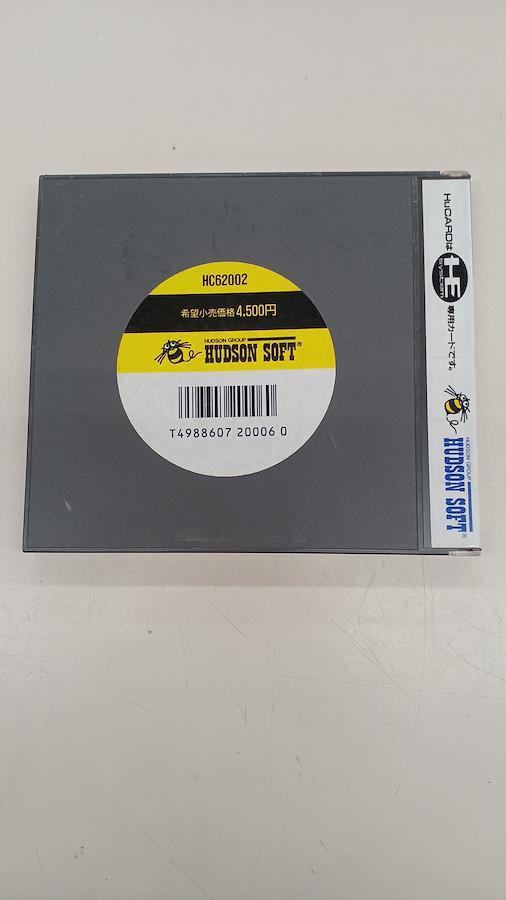 HC62002
希望小売価格4,500円
HUDSON GROUP
HUDSON SOFT®
T4988607 20006 0
HuCARDは
HE
SYSTEM
専用カードです。
HUDSON GROUP
HUDSON SOFT®